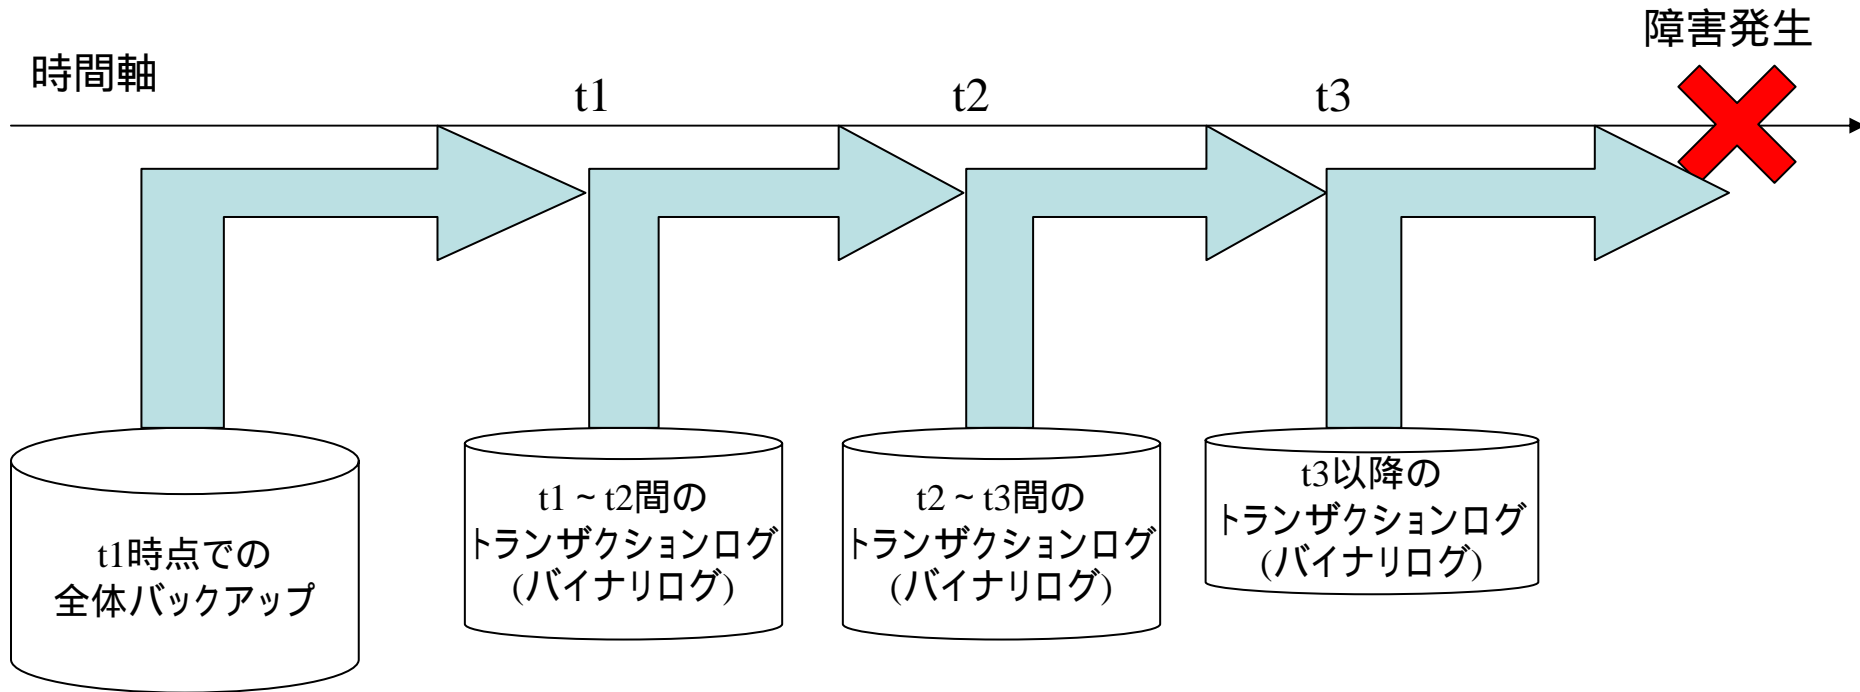 障害発生
時間軸
t1
t2
t3
t1時点での
全体バックアップ
t1～t2間の
トランザクションログ
(バイナリログ)
t2～t3間の
トランザクションログ
(バイナリログ)
t3以降の
トランザクションログ
(バイナリログ)